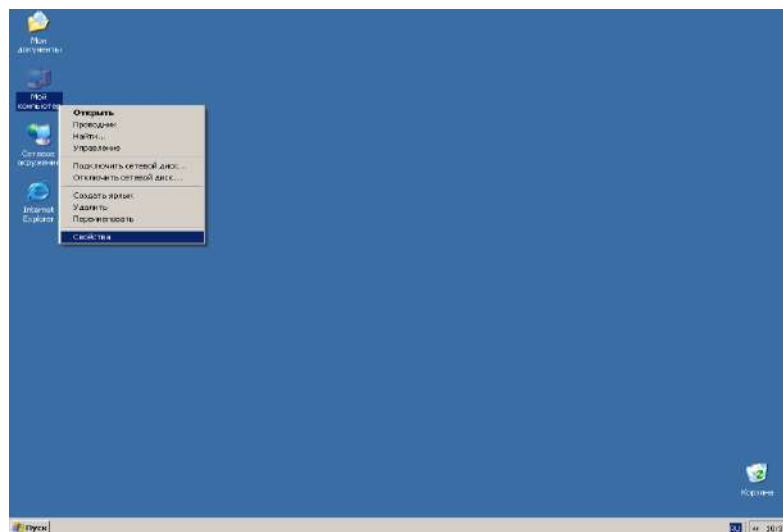 Мои
документы
Мой
компьютер
Открыть
Проводник
Найти...
Управление
Подключить сетевой диск...
Отключить сетевой диск...
Создать ярлык
Удалить
Переименовать
Свойства
Сетевое
окружение
Internet
Explorer
Корзина
Пуск
RU
«